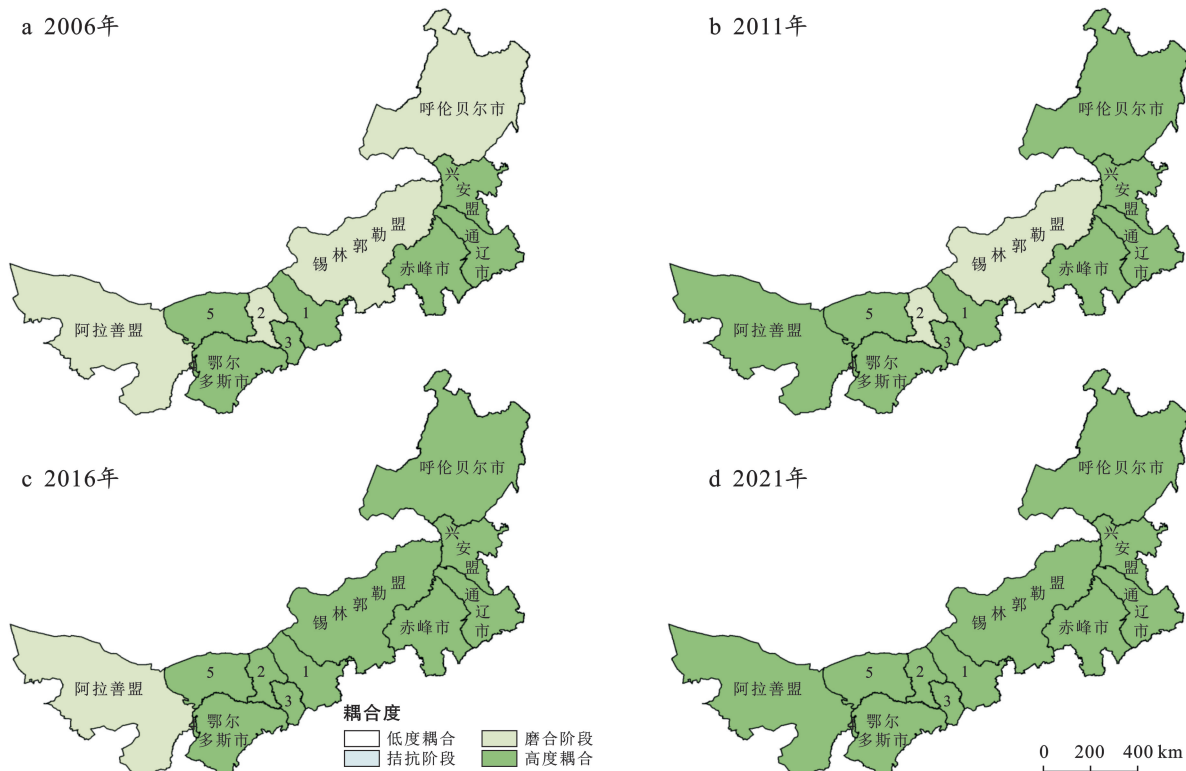 a 2006年
呼伦贝尔市
兴安盟
锡林郭勒盟
通辽市
赤峰市
阿拉善盟
5
2
1
3
鄂尔
多斯市
b 2011年
呼伦贝尔市
兴安盟
锡林郭勒盟
通辽市
赤峰市
阿拉善盟
5
2
1
3
鄂尔
多斯市
c 2016年
呼伦贝尔市
兴安盟
锡林郭勒盟
通辽市
赤峰市
阿拉善盟
5
2
1
3
鄂尔
多斯市
d 2021年
呼伦贝尔市
兴安盟
锡林郭勒盟
通辽市
赤峰市
阿拉善盟
5
2
1
3
鄂尔
多斯市
耦合度
低度耦合 磨合阶段
拮抗阶段 高度耦合
0 200 400 km